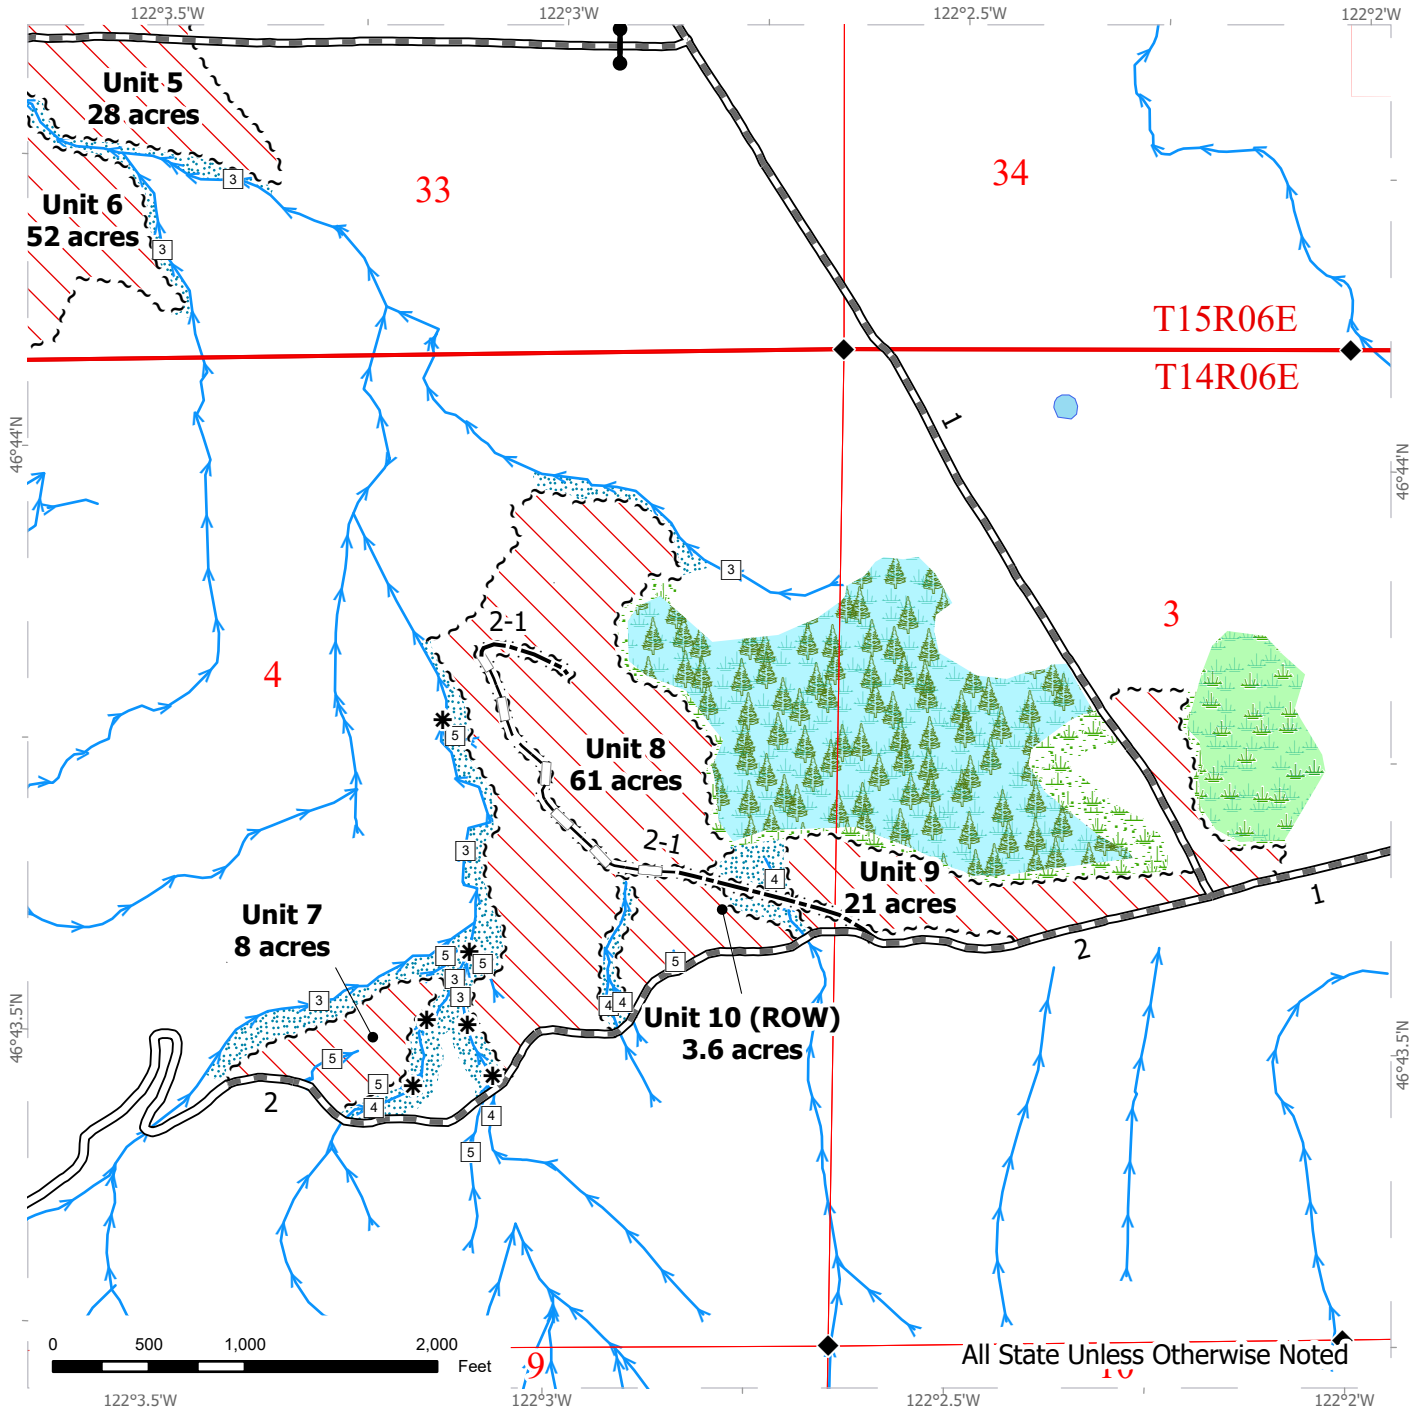 122°3.5'W
122°3'W
122°2.5'W
122°2'W
Unit 5
28 acres
3
33
34
Unit 6
52 acres
3
T15R06E
T14R06E
1
46°44'N
46°44'N
3
3
2-1
4
5
Unit 8
61 acres
2-1
3
4
Unit 9
21 acres
1
Unit 7
8 acres
2
5
5
5
3
3
3
4
4
Unit 10 (ROW)
3.6 acres
46°43.5'N
46°43.5'N
5
5
4
2
4
5
0
500
1,000
2,000
Feet
9
All State Unless Otherwise Noted
10
122°3.5'W
122°3'W
122°2.5'W
122°2'W